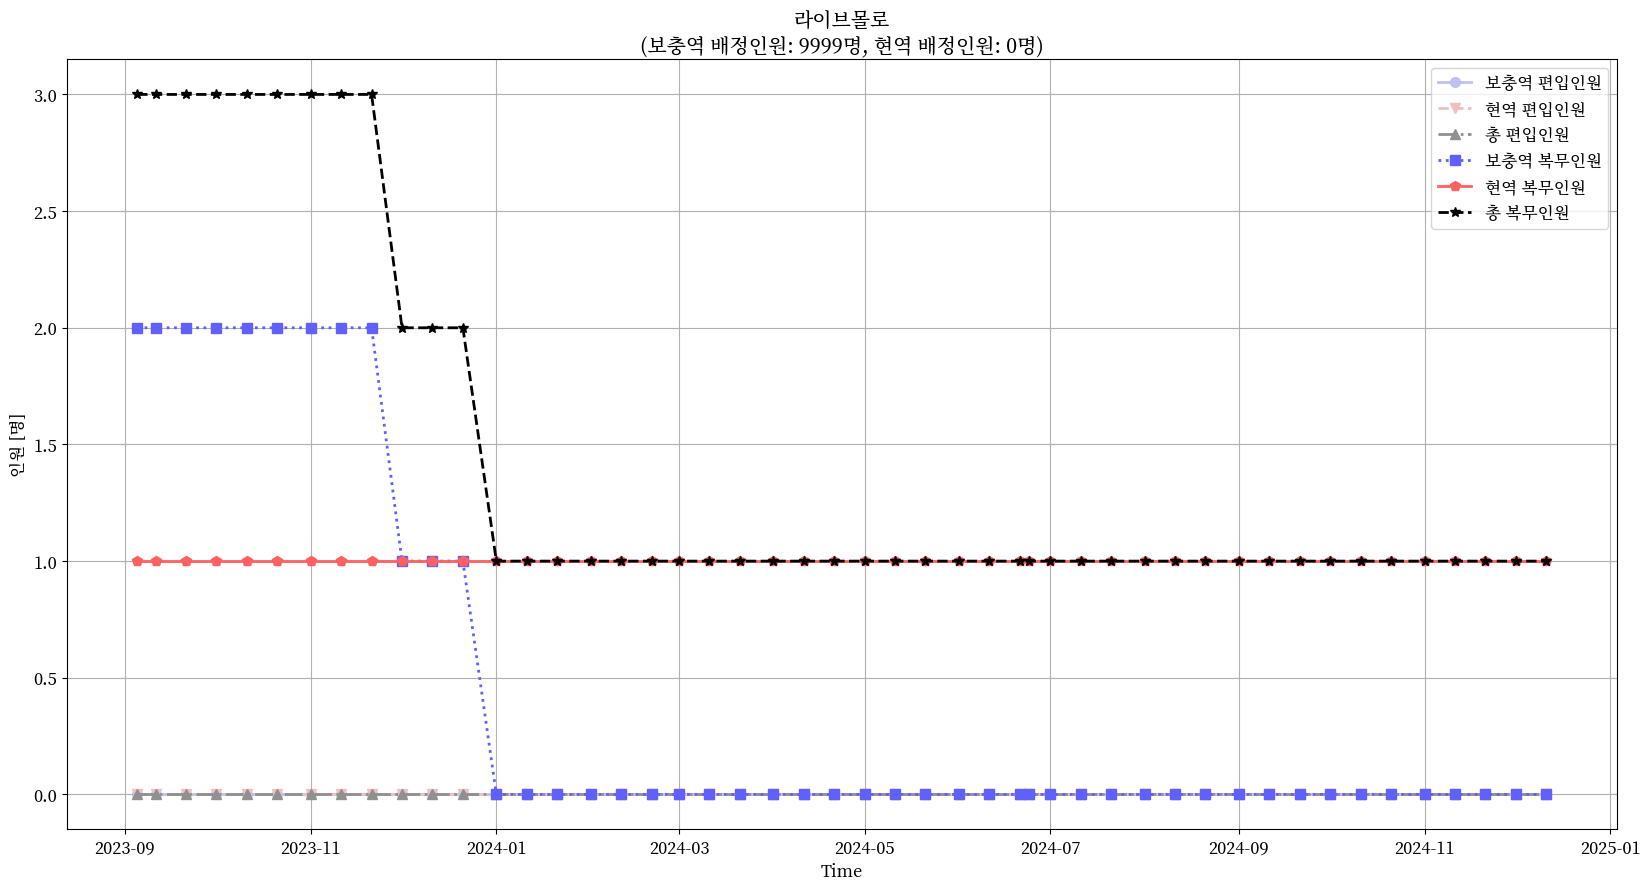 라이브몰로
(보충역 배정인원: 9999명, 현역 배정인원: 0명)
보충역 편입인원
현역 편입인원
총 편입인원
보충역 복무인원
현역 복무인원
총 복무인원
인원 [명]
3.0
2.5
2.0
1.5
1.0
0.5
0.0
2023-09
2023-11
2024-01
2024-03
2024-05
2024-07
2024-09
2024-11
2025-01
Time